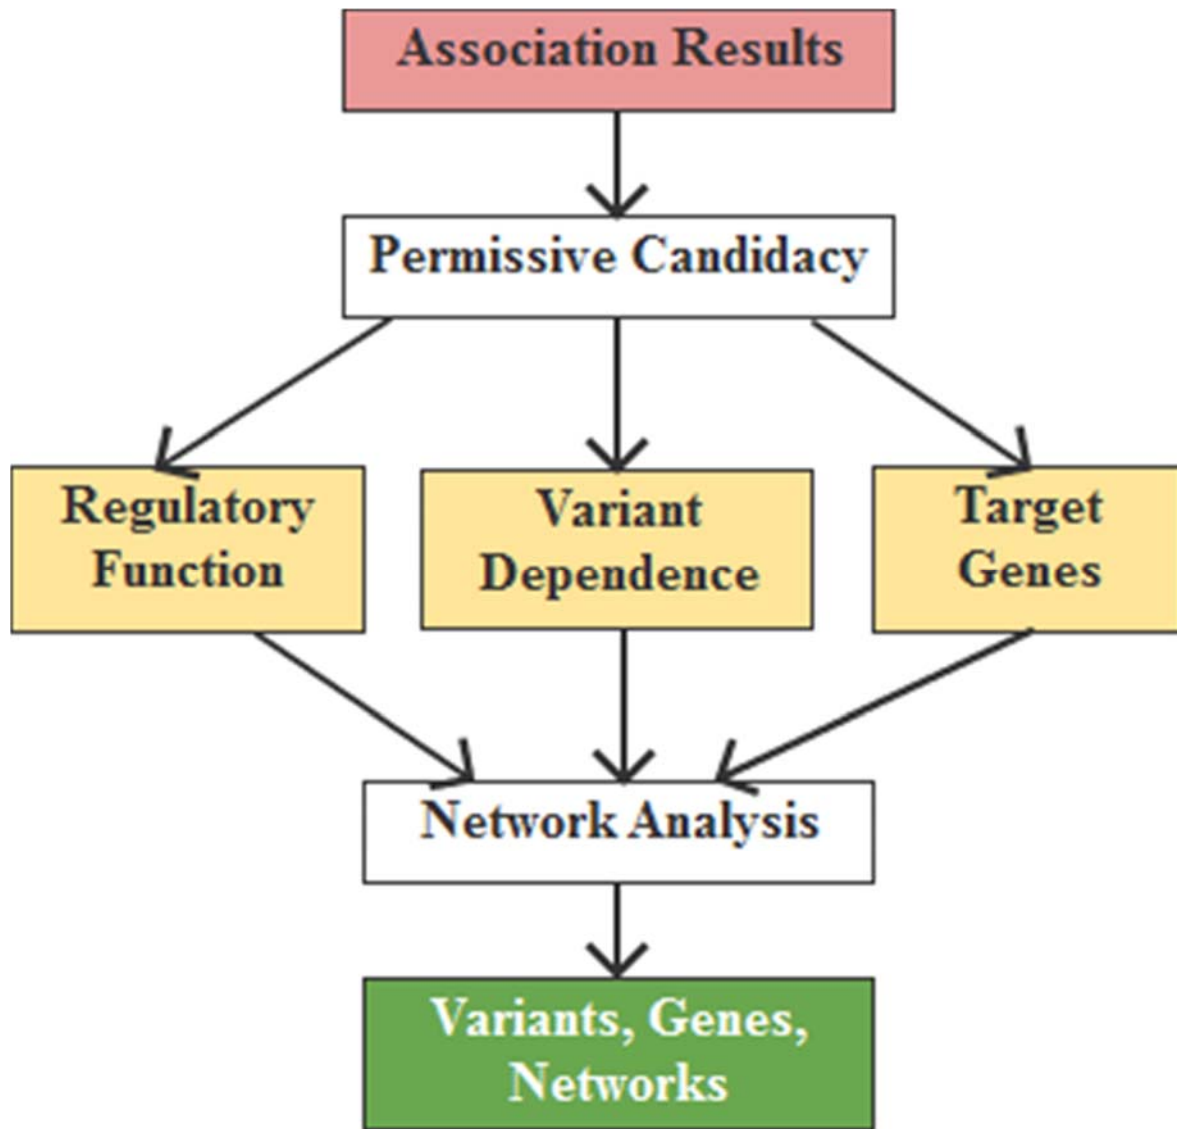 Association Results
Permissive Candidacy
Regulatory
Function
Variant
Dependence
Target
Genes
Network Analysis
Variants, Genes,
Networks